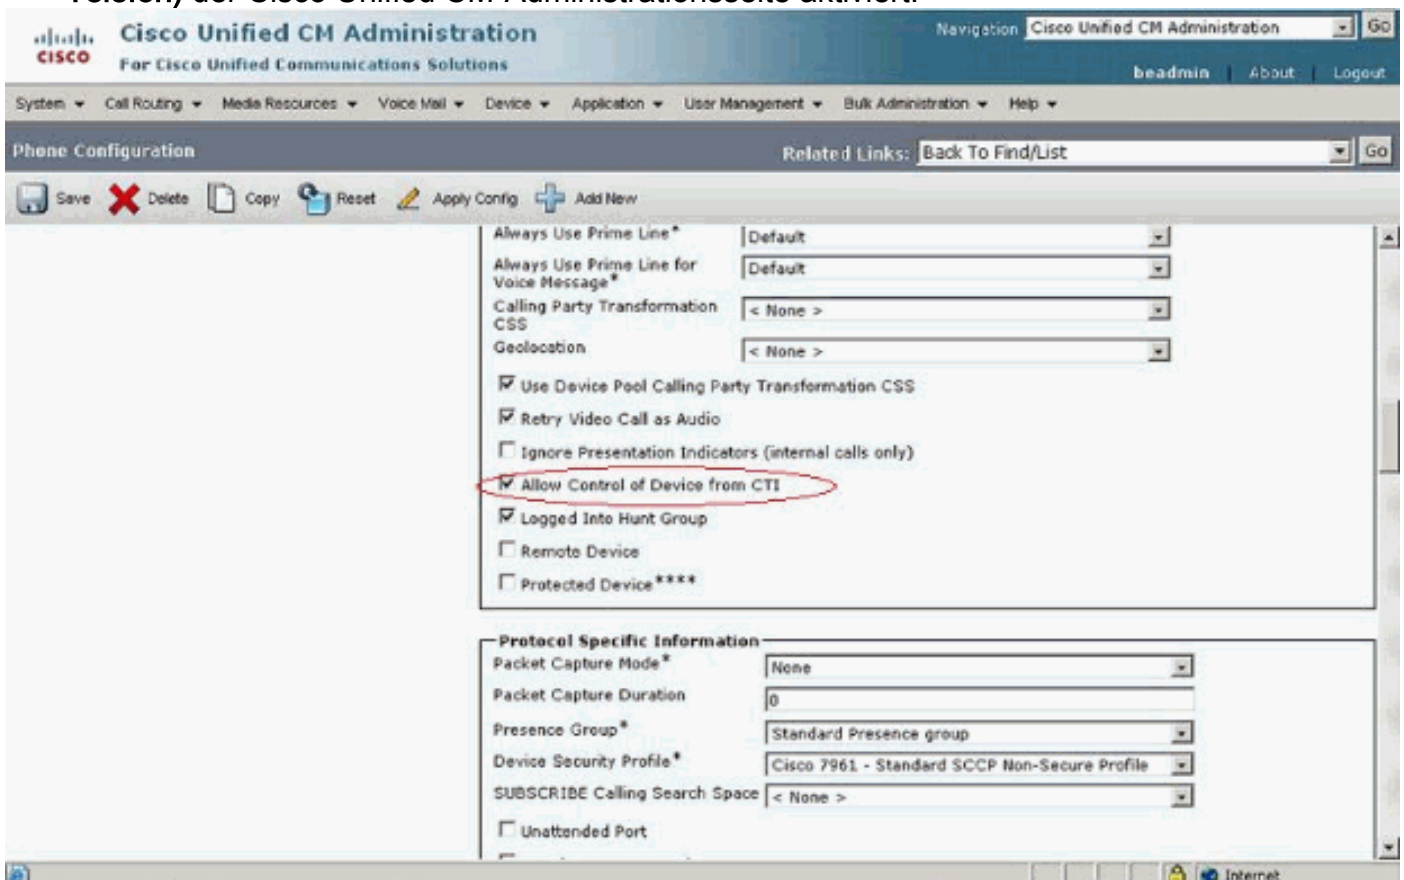 der Cisco Unified CM Administrationsseite aktiviert.
cisco
Cisco Unified CM Administration
For Cisco Unified Communications Solutions
Navigation Cisco Unified CM Administration Go
beadmin About Logout
System Call Routing Media Resources Voice Mail Device Application User Management Bulk Administration Help
Phone Configuration Related Links: Back To Find/List Go
Save Delete Copy Reset Apply Config Add New
Always Use Prime Line* Default
Always Use Prime Line for Voice Message* Default
Calling Party Transformation CSS < None >
Geolocation < None >
Use Device Pool Calling Party Transformation CSS
Retry Video Call as Audio
Ignore Presentation Indicators (internal calls only)
Allow Control of Device from CTI
Logged Into Hunt Group
Remote Device
Protected Device****
Protocol Specific Information
Packet Capture Mode* None
Packet Capture Duration 0
Presence Group* Standard Presence group
Device Security Profile* Cisco 7961 - Standard SCCP Non-Secure Profile
SUBSCRIBE Calling Search Space < None >
Unattended Port
Internet